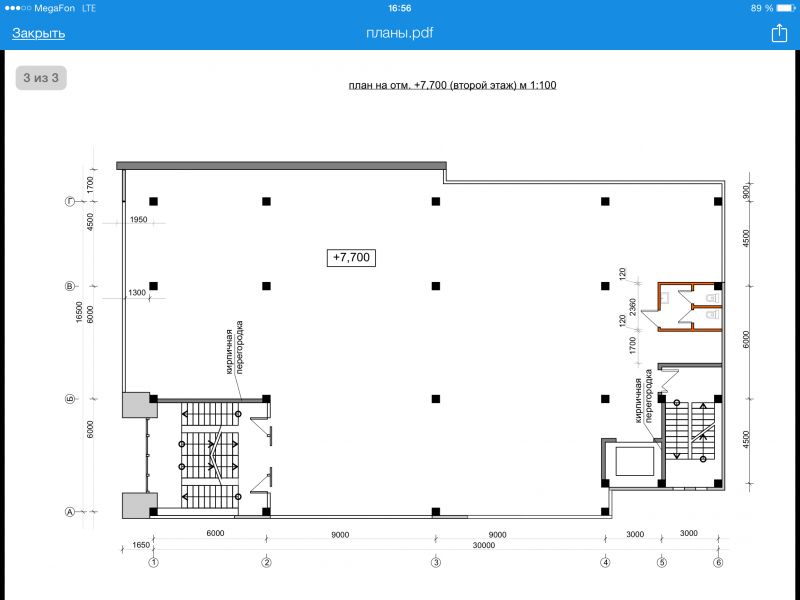 MegaFon LTE 16:56 89 %
Закрыть планы.pdf
3 из 3
план на отм. +7,700 (второй этаж) м 1:100
1700
900
Г
4500
1950
4500
+7,700
120
В
1300
2360
16500
6000
120
6000
1700
кирпичная
перегородка
кирпичная
перегородка
Б
6000
4500
А
6000
9000
9000
3000
3000
1650
30000
1 2 3 4 5 6